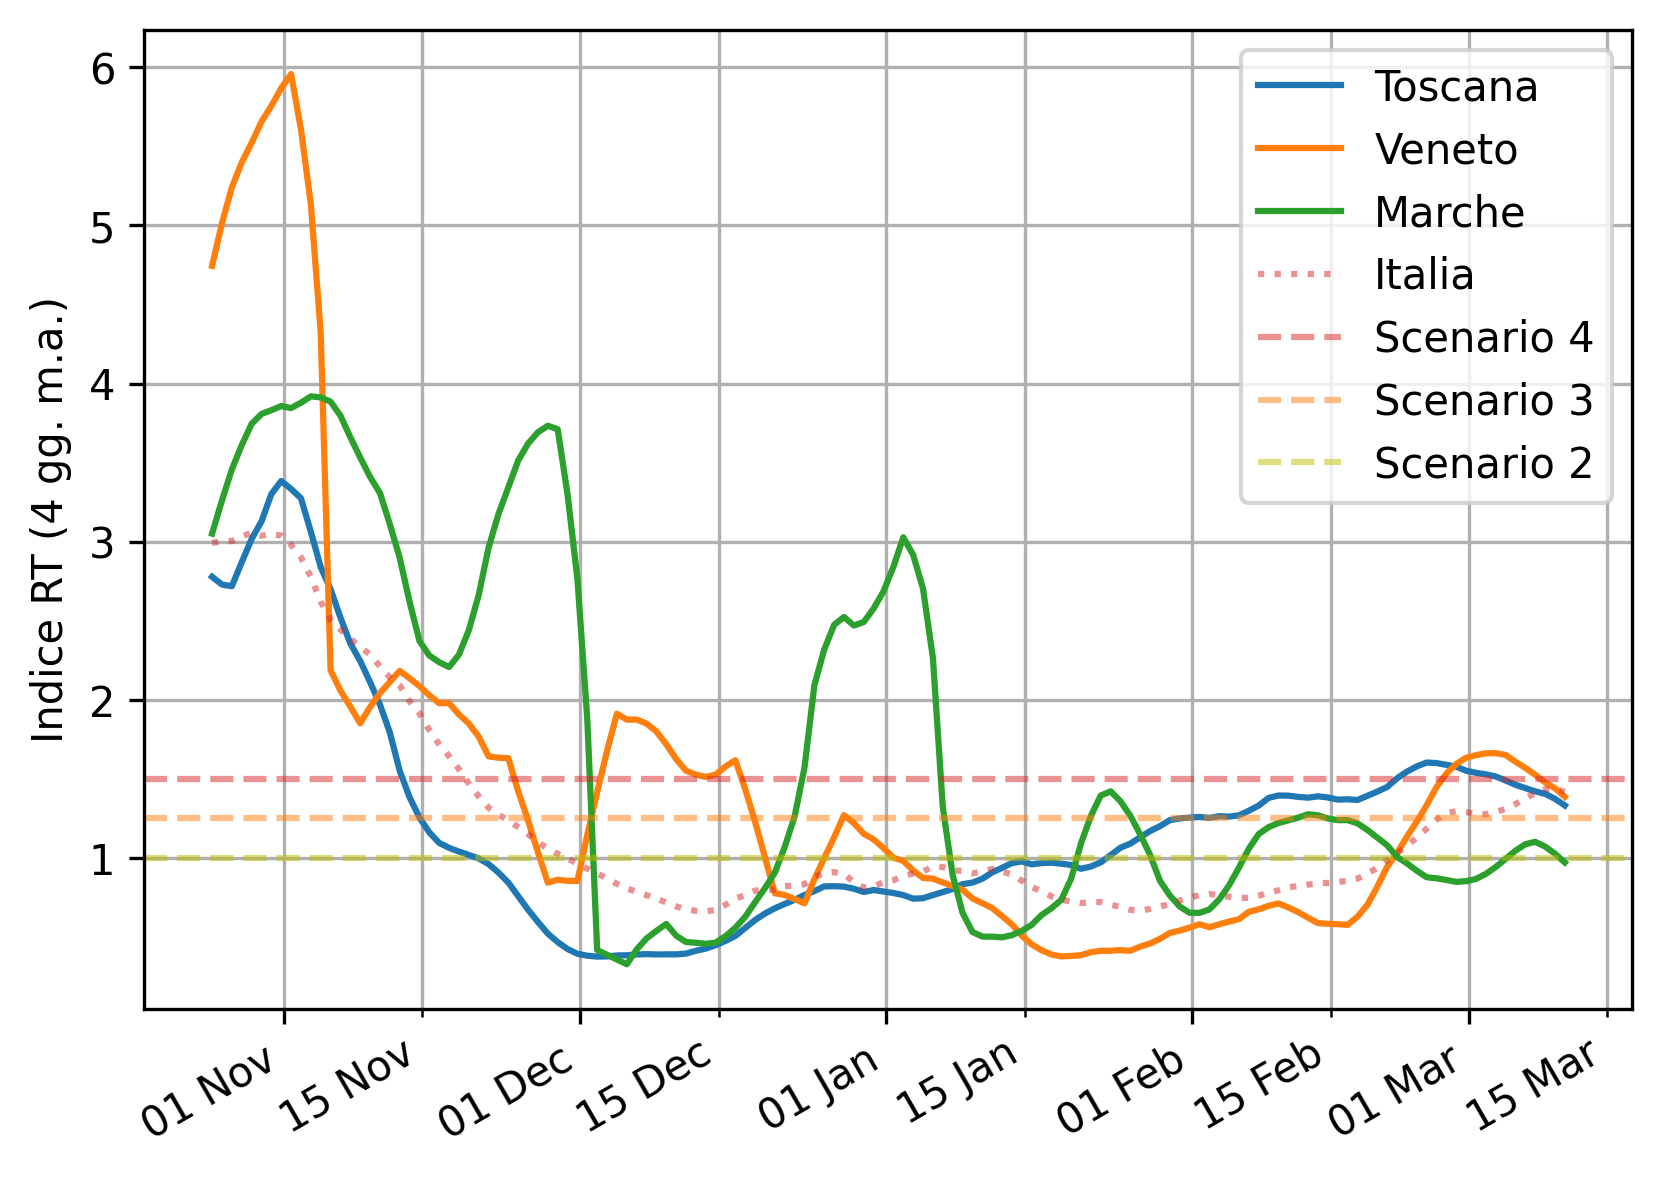 Indice RT (4 gg. m.a.)
6
5
4
3
2
1
Toscana
Veneto
Marche
Italia
Scenario 4
Scenario 3
Scenario 2
01 Nov
15 Nov
01 Dec
15 Dec
01 Jan
15 Jan
01 Feb
15 Feb
01 Mar
15 Mar